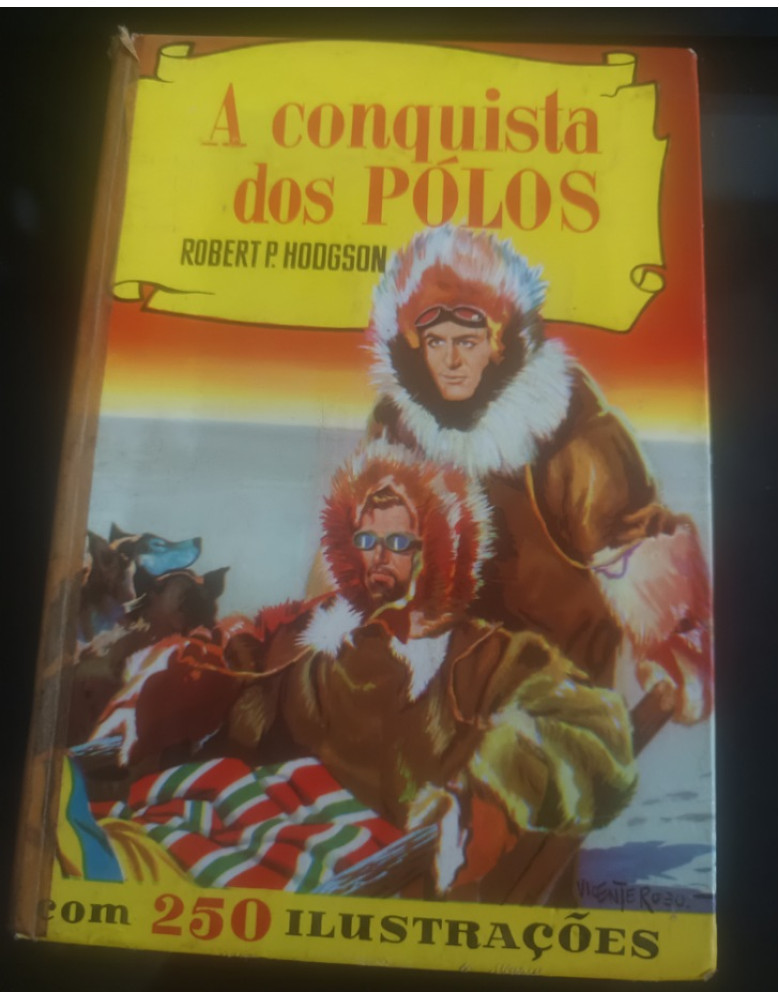 A conquista
dos PÓLOS
ROBERT P. HODGSON
VICENTE ROSO.
com 250 ILUSTRAÇÕES